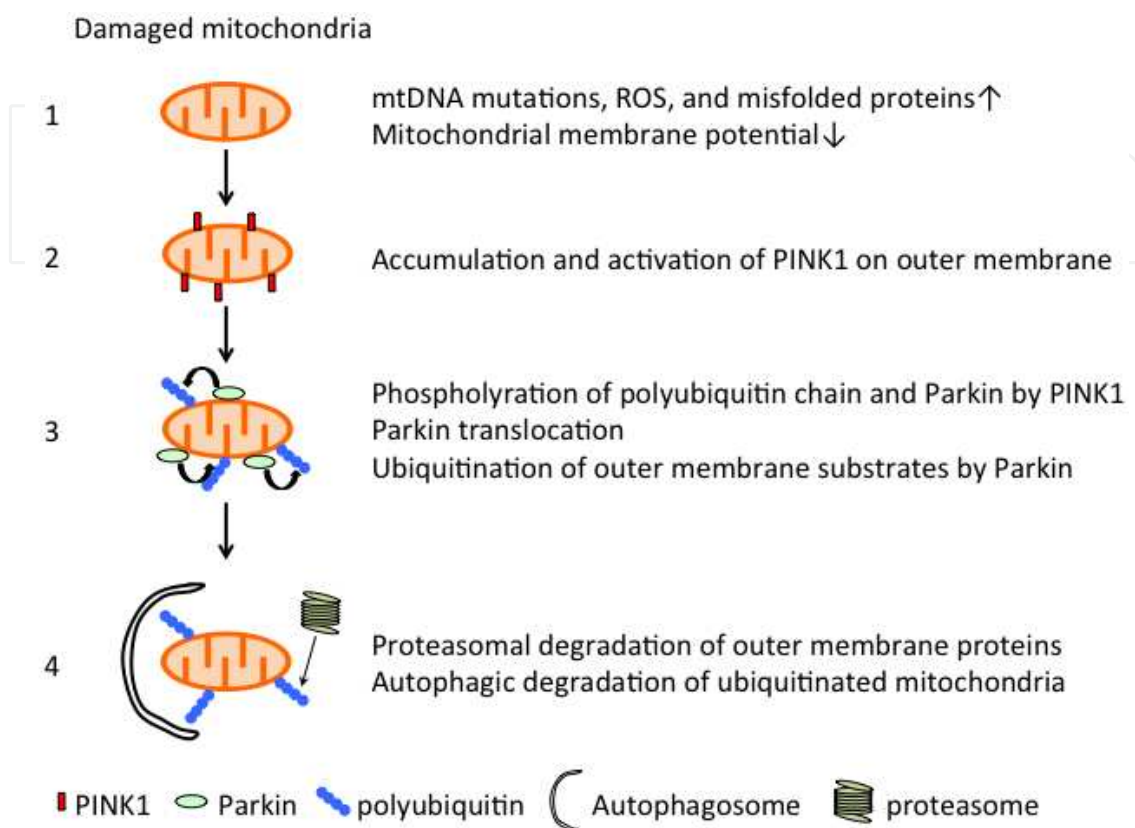 Damaged mitochondria
1
mtDNA mutations, ROS, and misfolded proteins↑
Mitochondrial membrane potential↓
2
Accumulation and activation of PINK1 on outer membrane
3
Phospholyration of polyubiquitin chain and Parkin by PINK1
Parkin translocation
Ubiquitination of outer membrane substrates by Parkin
4
Proteasomal degradation of outer membrane proteins
Autophagic degradation of ubiquitinated mitochondria
PINK1 Parkin polyubiquitin Autophagosome proteasome